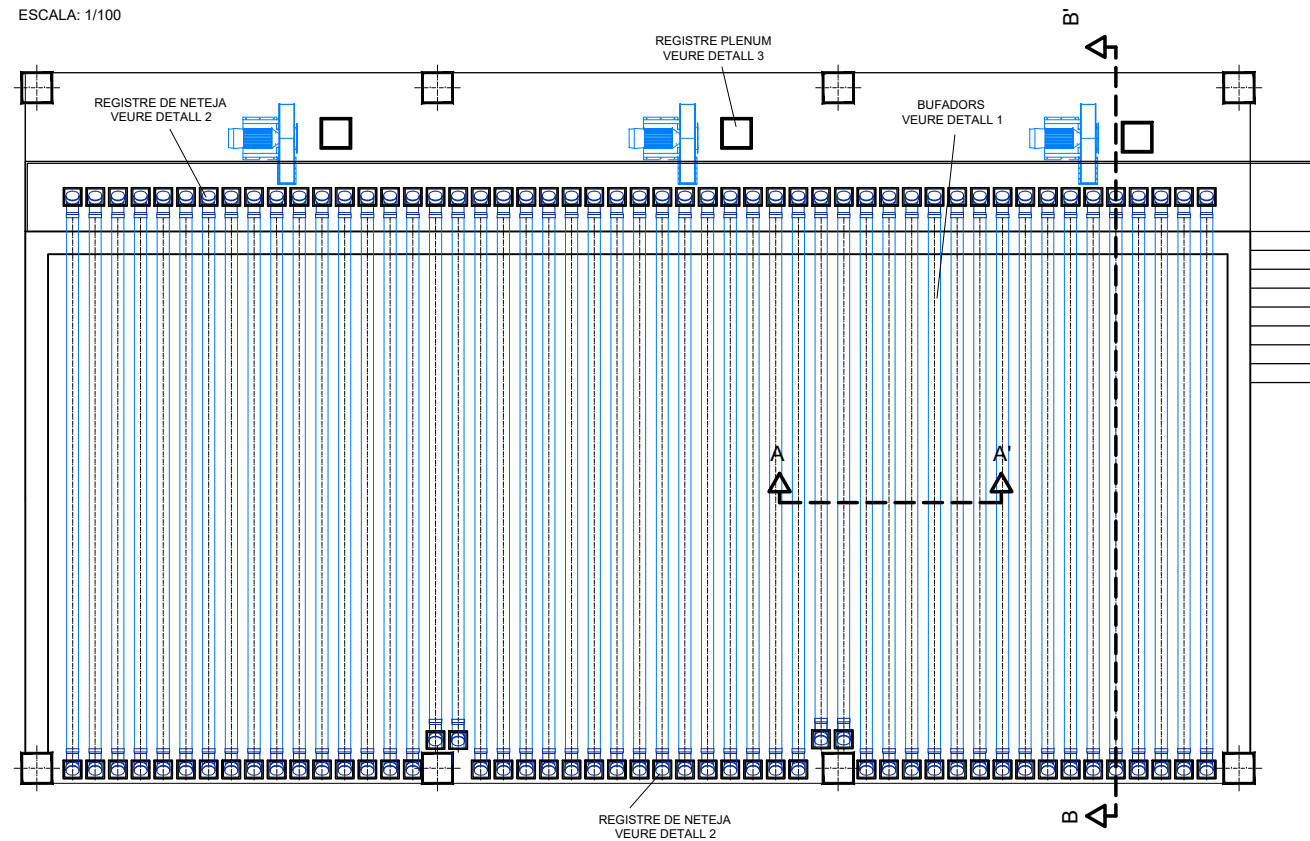 ESCALA: 1/100
B'
REGISTRE PLENUM
VEURE DETALL 3
REGISTRE DE NETEJA
VEURE DETALL 2
BUFADORS
VEURE DETALL 1
A
A'
REGISTRE DE NETEJA
VEURE DETALL 2
B